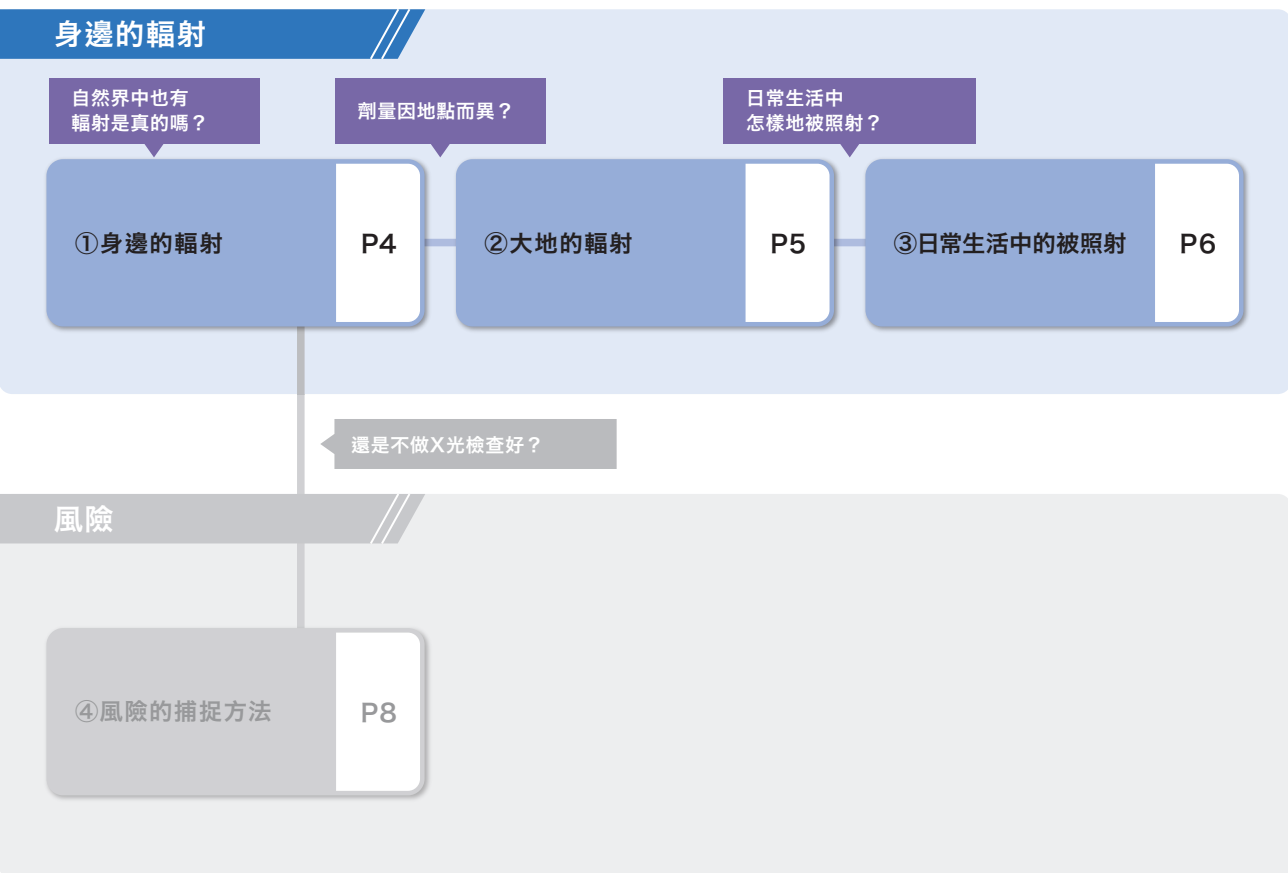 身邊的輻射
自然界中也有
輻射是真的嗎？
劑量因地點而異？
日常生活中
怎樣地被照射？
①身邊的輻射
P4
②大地的輻射
P5
③日常生活中的被照射
P6
還是不做X光檢查好？
風險
④風險的捕捉方法
P8